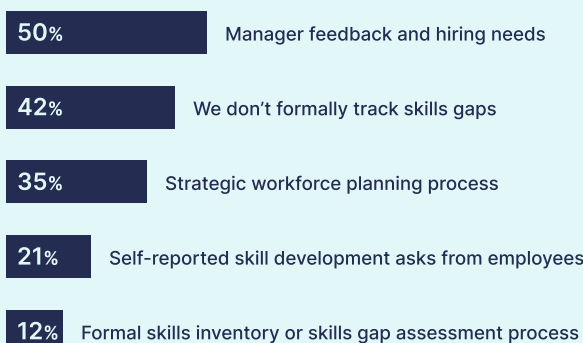 50% Manager feedback and hiring needs
42% We don’t formally track skills gaps
35% Strategic workforce planning process
21% Self-reported skill development asks from employees
12% Formal skills inventory or skills gap assessment process